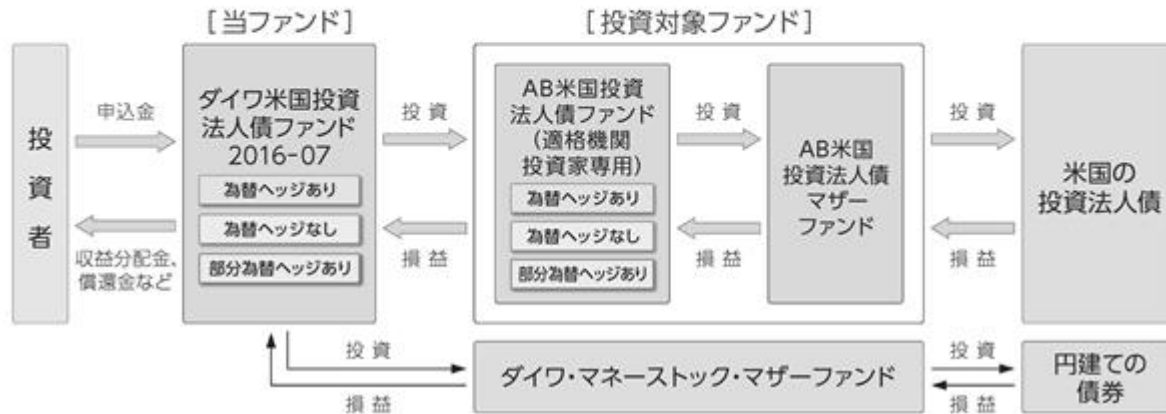 [当ファンド]
[投資対象ファンド]
投資者
申込金
収益分配金、
償還金など
ダイワ米国投資
法人債ファンド
2016-07
為替ヘッジあり
為替ヘッジなし
部分為替ヘッジあり
投資
損益
AB米国投資
法人債ファンド
(適格機関
投資家専用)
為替ヘッジあり
為替ヘッジなし
部分為替ヘッジあり
投資
損益
AB米国
投資法人債
マザー
ファンド
投資
損益
米国の
投資法人債
投資
損益
ダイワ・マネーストック・マザーファンド
投資
損益
円建ての
債券